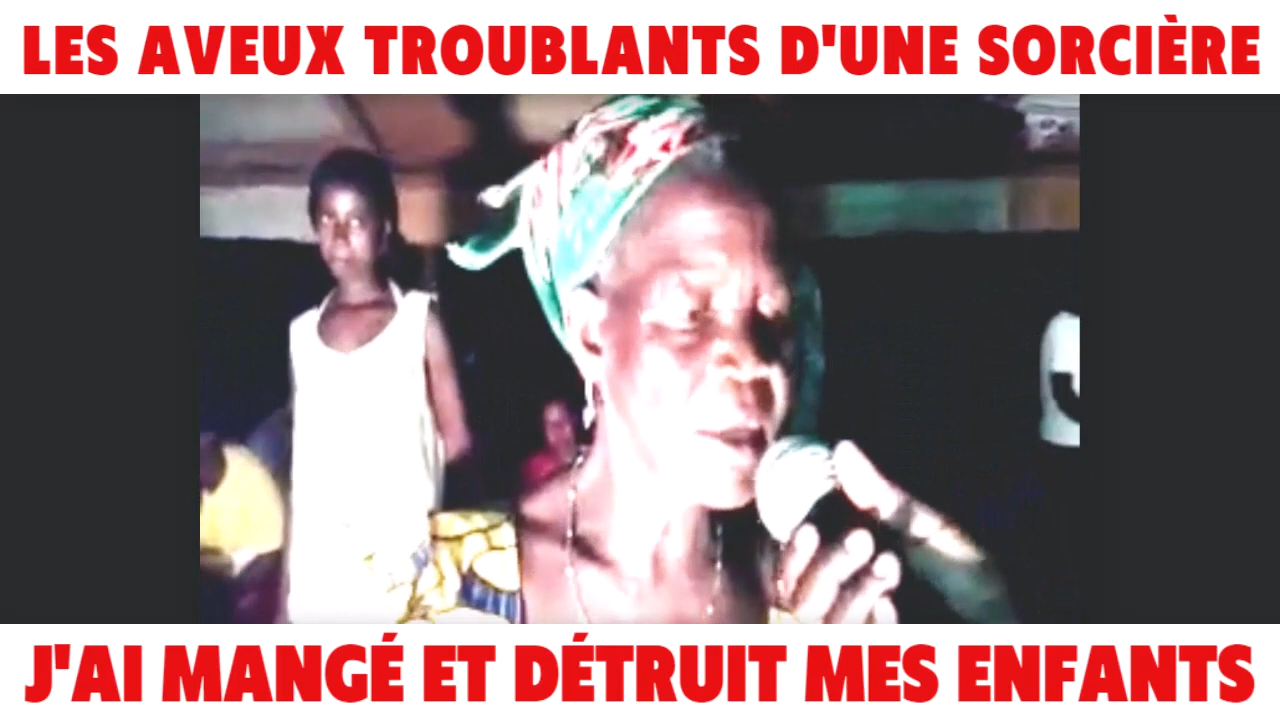 LES AVEUX TROUBLANTS D'UNE SORCIÈRE
J'AI MANGÉ ET DÉTRUIT MES ENFANTS